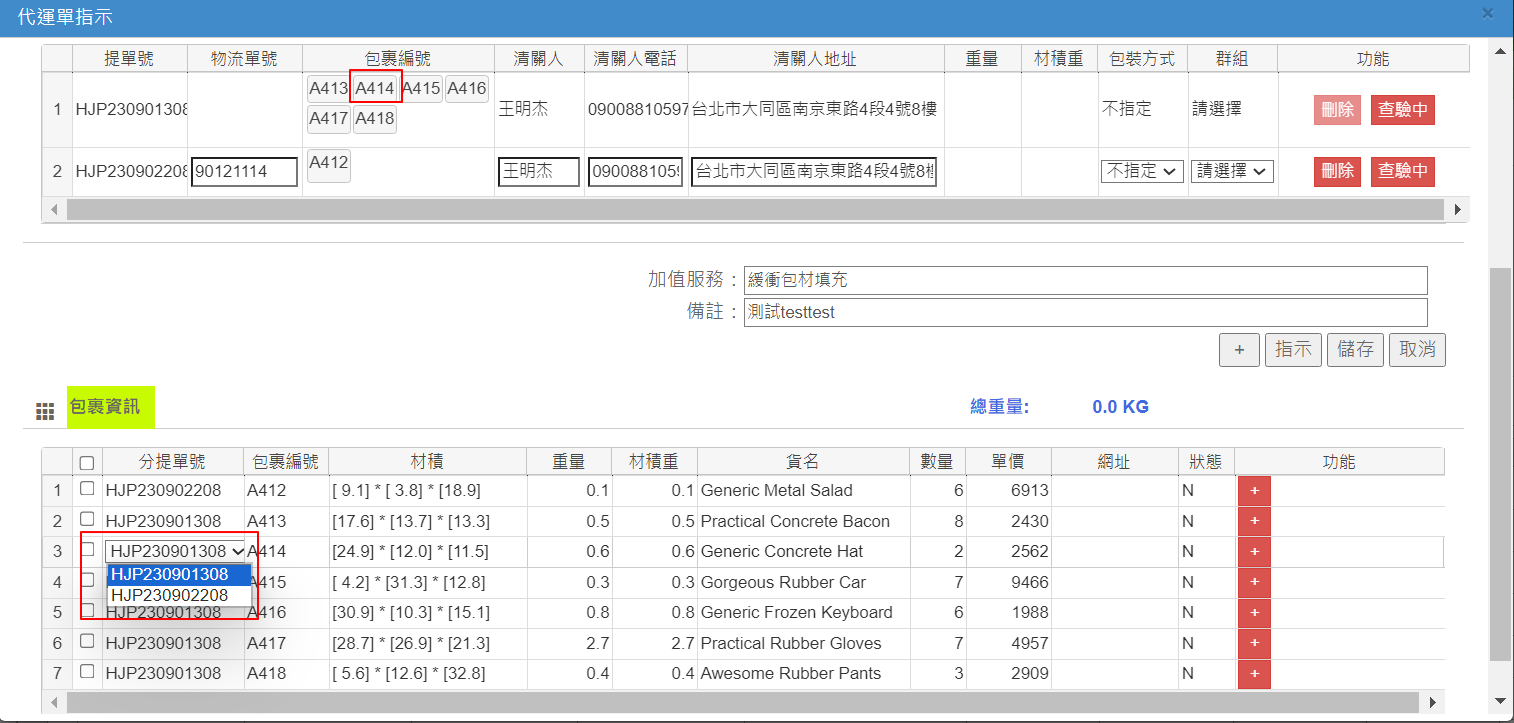 代運單指示 ×
提單號 物流單號 包裹編號 清關人 清關人電話 清關人地址 重量 材積重 包裝方式 群組 功能
1 HJP230901308 A413 A414 A415 A416 王明杰 09008810597 台北市大同區南京東路4段4號8樓 不指定 請選擇 刪除 查驗中
A417 A418
2 HJP230902208 90121114 A412 王明杰 0900881059 台北市大同區南京東路4段4號8樓 不指定 請選擇 刪除 查驗中
加值服務： 緩衝包材填充
備註： 測試testtest
+ 指示 儲存 取消
包裹資訊 總重量: 0.0 KG
分提單號 包裹編號 材積 重量 材積重 貨名 數量 單價 網址 狀態 功能
1 HJP230902208 A412 [ 9.1] * [ 3.8] * [18.9] 0.1 0.1 Generic Metal Salad 6 6913 N +
2 HJP230901308 A413 [17.6] * [13.7] * [13.3] 0.5 0.5 Practical Concrete Bacon 8 2430 N +
3 HJP230901308 A414 [24.9] * [12.0] * [11.5] 0.6 0.6 Generic Concrete Hat 2 2562 N +
HJP230901308
4 A415 [ 4.2] * [31.3] * [12.8] 0.3 0.3 Gorgeous Rubber Car 7 9466 N +
HJP230902208
5 HJP230901308 A416 [30.9] * [10.3] * [15.1] 0.8 0.8 Generic Frozen Keyboard 6 1988 N +
6 HJP230901308 A417 [28.7] * [26.9] * [21.3] 2.7 2.7 Practical Rubber Gloves 7 4957 N +
7 HJP230901308 A418 [ 5.6] * [12.6] * [32.8] 0.4 0.4 Awesome Rubber Pants 3 2909 N +